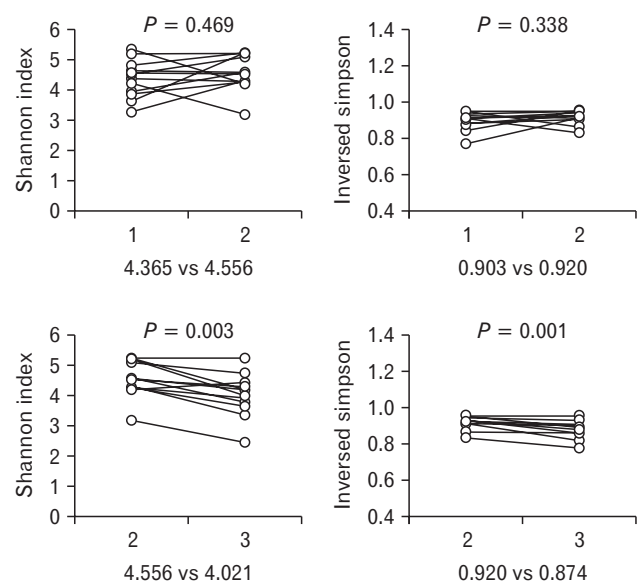 P = 0.469
Shannon index
6
5
4
3
2
1
0
1 2
4.365 vs 4.556
P = 0.338
Inversed simpson
1.4
1.2
1.0
0.8
0.6
0.4
1 2
0.903 vs 0.920
P = 0.003
Shannon index
6
5
4
3
2
1
0
2 3
4.556 vs 4.021
P = 0.001
Inversed simpson
1.4
1.2
1.0
0.8
0.6
0.4
2 3
0.920 vs 0.874